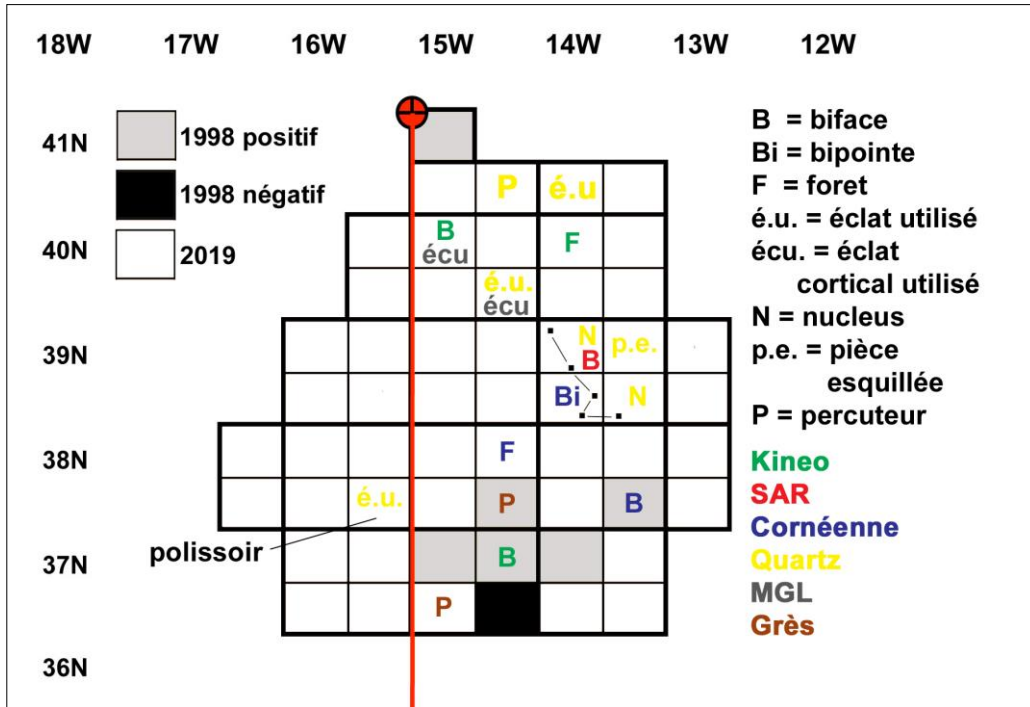 18W 17W 16W 15W 14W 13W 12W
41N
40N
39N
38N
37N
36N
1998 positif
1998 négatif
2019
P é.u
B F
écu
é.u.
écu
N p.e.
B
Bi N
F
é.u. P B
polissoir
B
P
B = biface
Bi = bipointe
F = foret
é.u. = éclat utilisé
écu. = éclat
cortical utilisé
N = nucleus
p.e. = pièce
esquillée
P = percuteur
Kineo
SAR
Cornéenne
Quartz
MGL
Grès